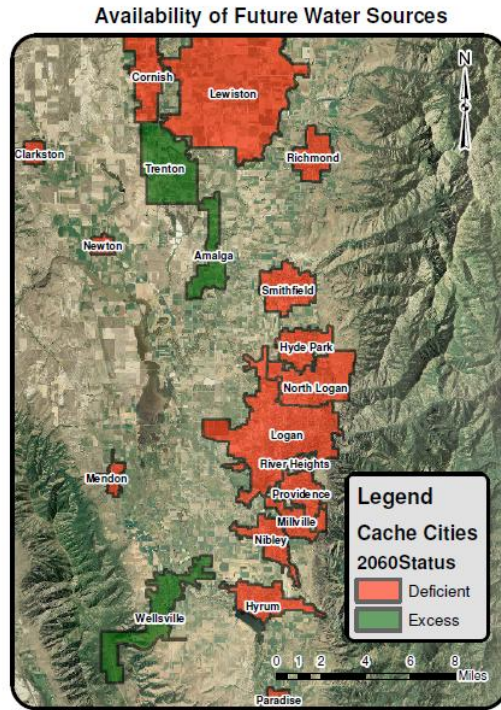 Availability of Future Water Sources
N
Cornish
Lewiston
Clarkston
Trenton
Richmond
Newton
Amalga
Smithfield
Hyde Park
North Logan
Logan
River Heights
Mendon
Providence
Millville
Nibley
Wellsville
Hyrum
Paradise
Legend
Cache Cities
2060Status
Deficient
Excess
0 1 2 4 6 8
Miles